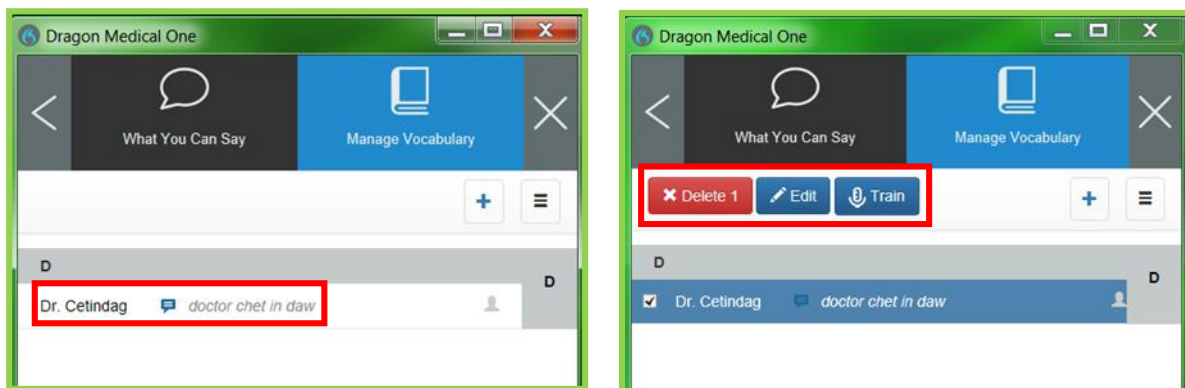 Dragon Medical One
What You Can Say
Manage Vocabulary
D
D
Dr. Cetindag doctor chet in daw
Dragon Medical One
What You Can Say
Manage Vocabulary
Delete 1 Edit Train
D
D
Dr. Cetindag doctor chet in daw